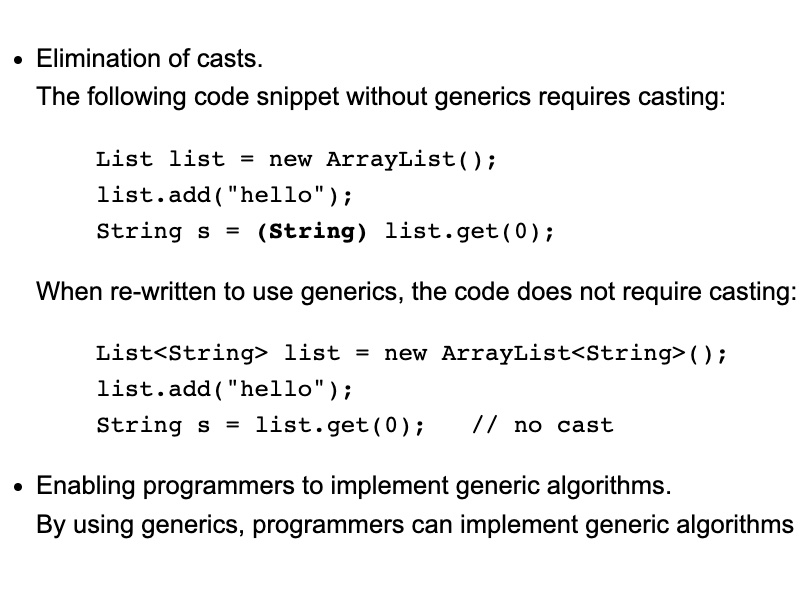 • Elimination of casts.
The following code snippet without generics requires casting:
List list = new ArrayList();
list.add("hello");
String s = (String) list.get(0);
When re-written to use generics, the code does not require casting:
List<String> list = new ArrayList<String>();
list.add("hello");
String s = list.get(0);   // no cast
• Enabling programmers to implement generic algorithms.
By using generics, programmers can implement generic algorithms